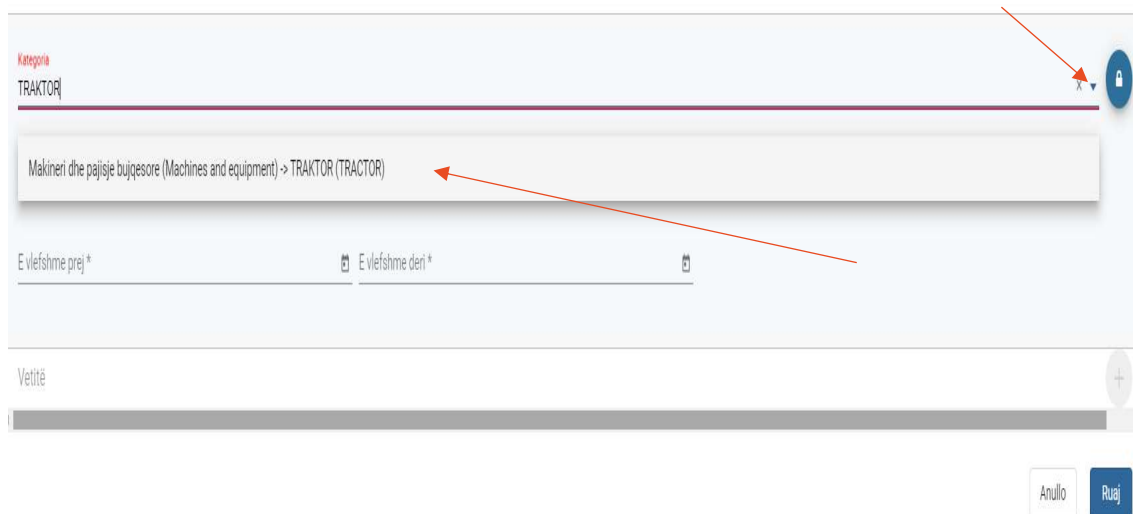 Kategoria
TRAKTOR
X
Makineri dhe pajisje bujqesore (Machines and equipment) -> TRAKTOR (TRACTOR)
E vlefshme prej * E vlefshme deri *
Vetitë
Anullo Ruaj